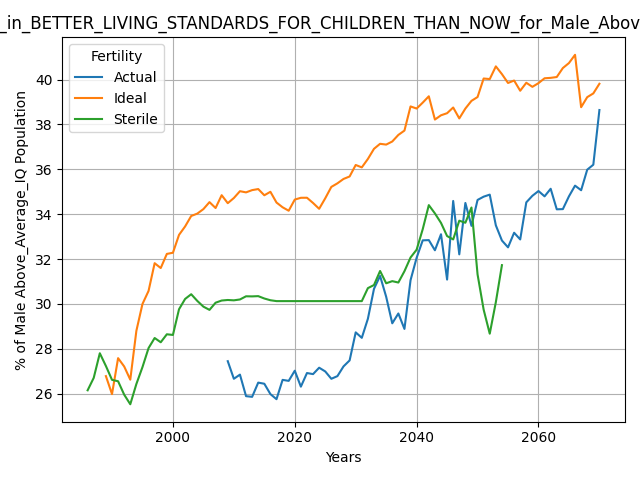 _in_BETTER_LIVING_STANDARDS_FOR_CHILDREN_THAN_NOW_for_Male_Abov
Fertility
Actual
Ideal
Sterile
% of Male Above_Average_IQ Population
40
38
36
34
32
30
28
26
2000 2020 2040 2060
Years